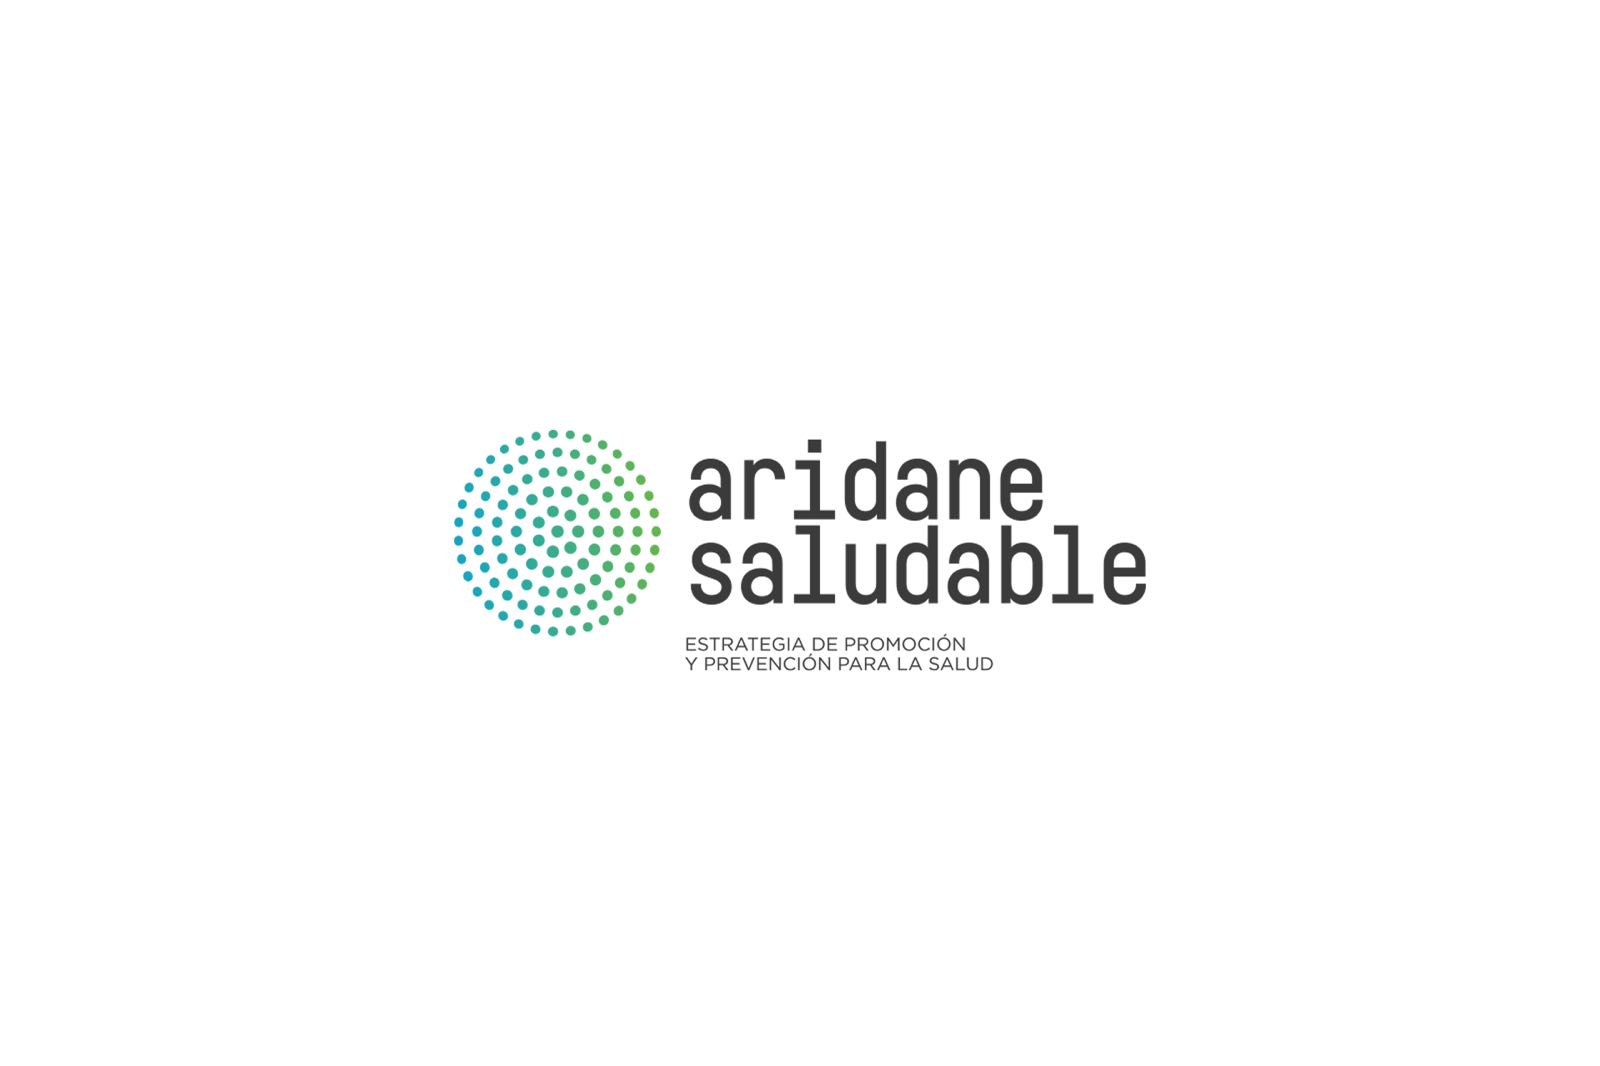 aridane
saludable
ESTRATEGIA DE PROMOCIÓN
Y PREVENCIÓN PARA LA SALUD